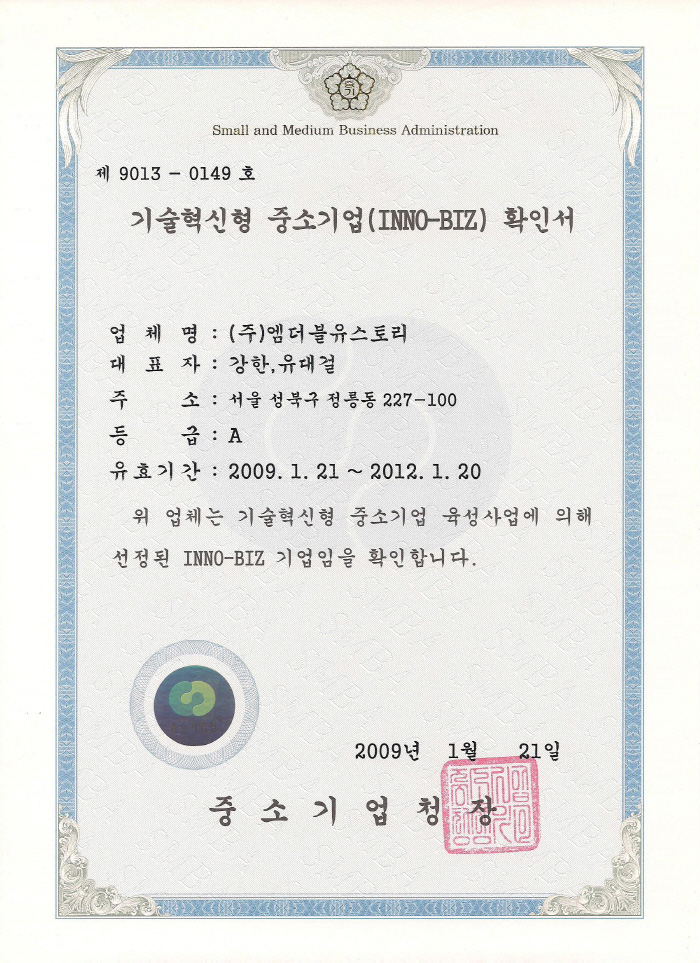 Small and Medium Business Administration
제 9013 - 0149 호
기술혁신형 중소기업(INNO-BIZ) 확인서
업 체 명 : (주)엠더블유스토리
대 표 자 : 강한,유대걸
주 소 : 서울 성북구 정릉동 227-100
등 급 : A
유효기간 : 2009. 1. 21 ~ 2012. 1. 20
위 업체는 기술혁신형 중소기업 육성사업에 의해
선정된 INNO-BIZ 기업임을 확인합니다.
2009년 1월 21일
중 소 기 업 청 장